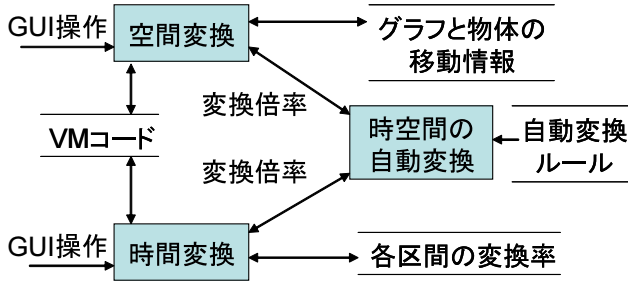 GUI操作
空間変換
グラフと物体の
移動情報
変換倍率
VMコード
時空間の
自動変換
自動変換
ルール
変換倍率
GUI操作
時間変換
各区間の変換率